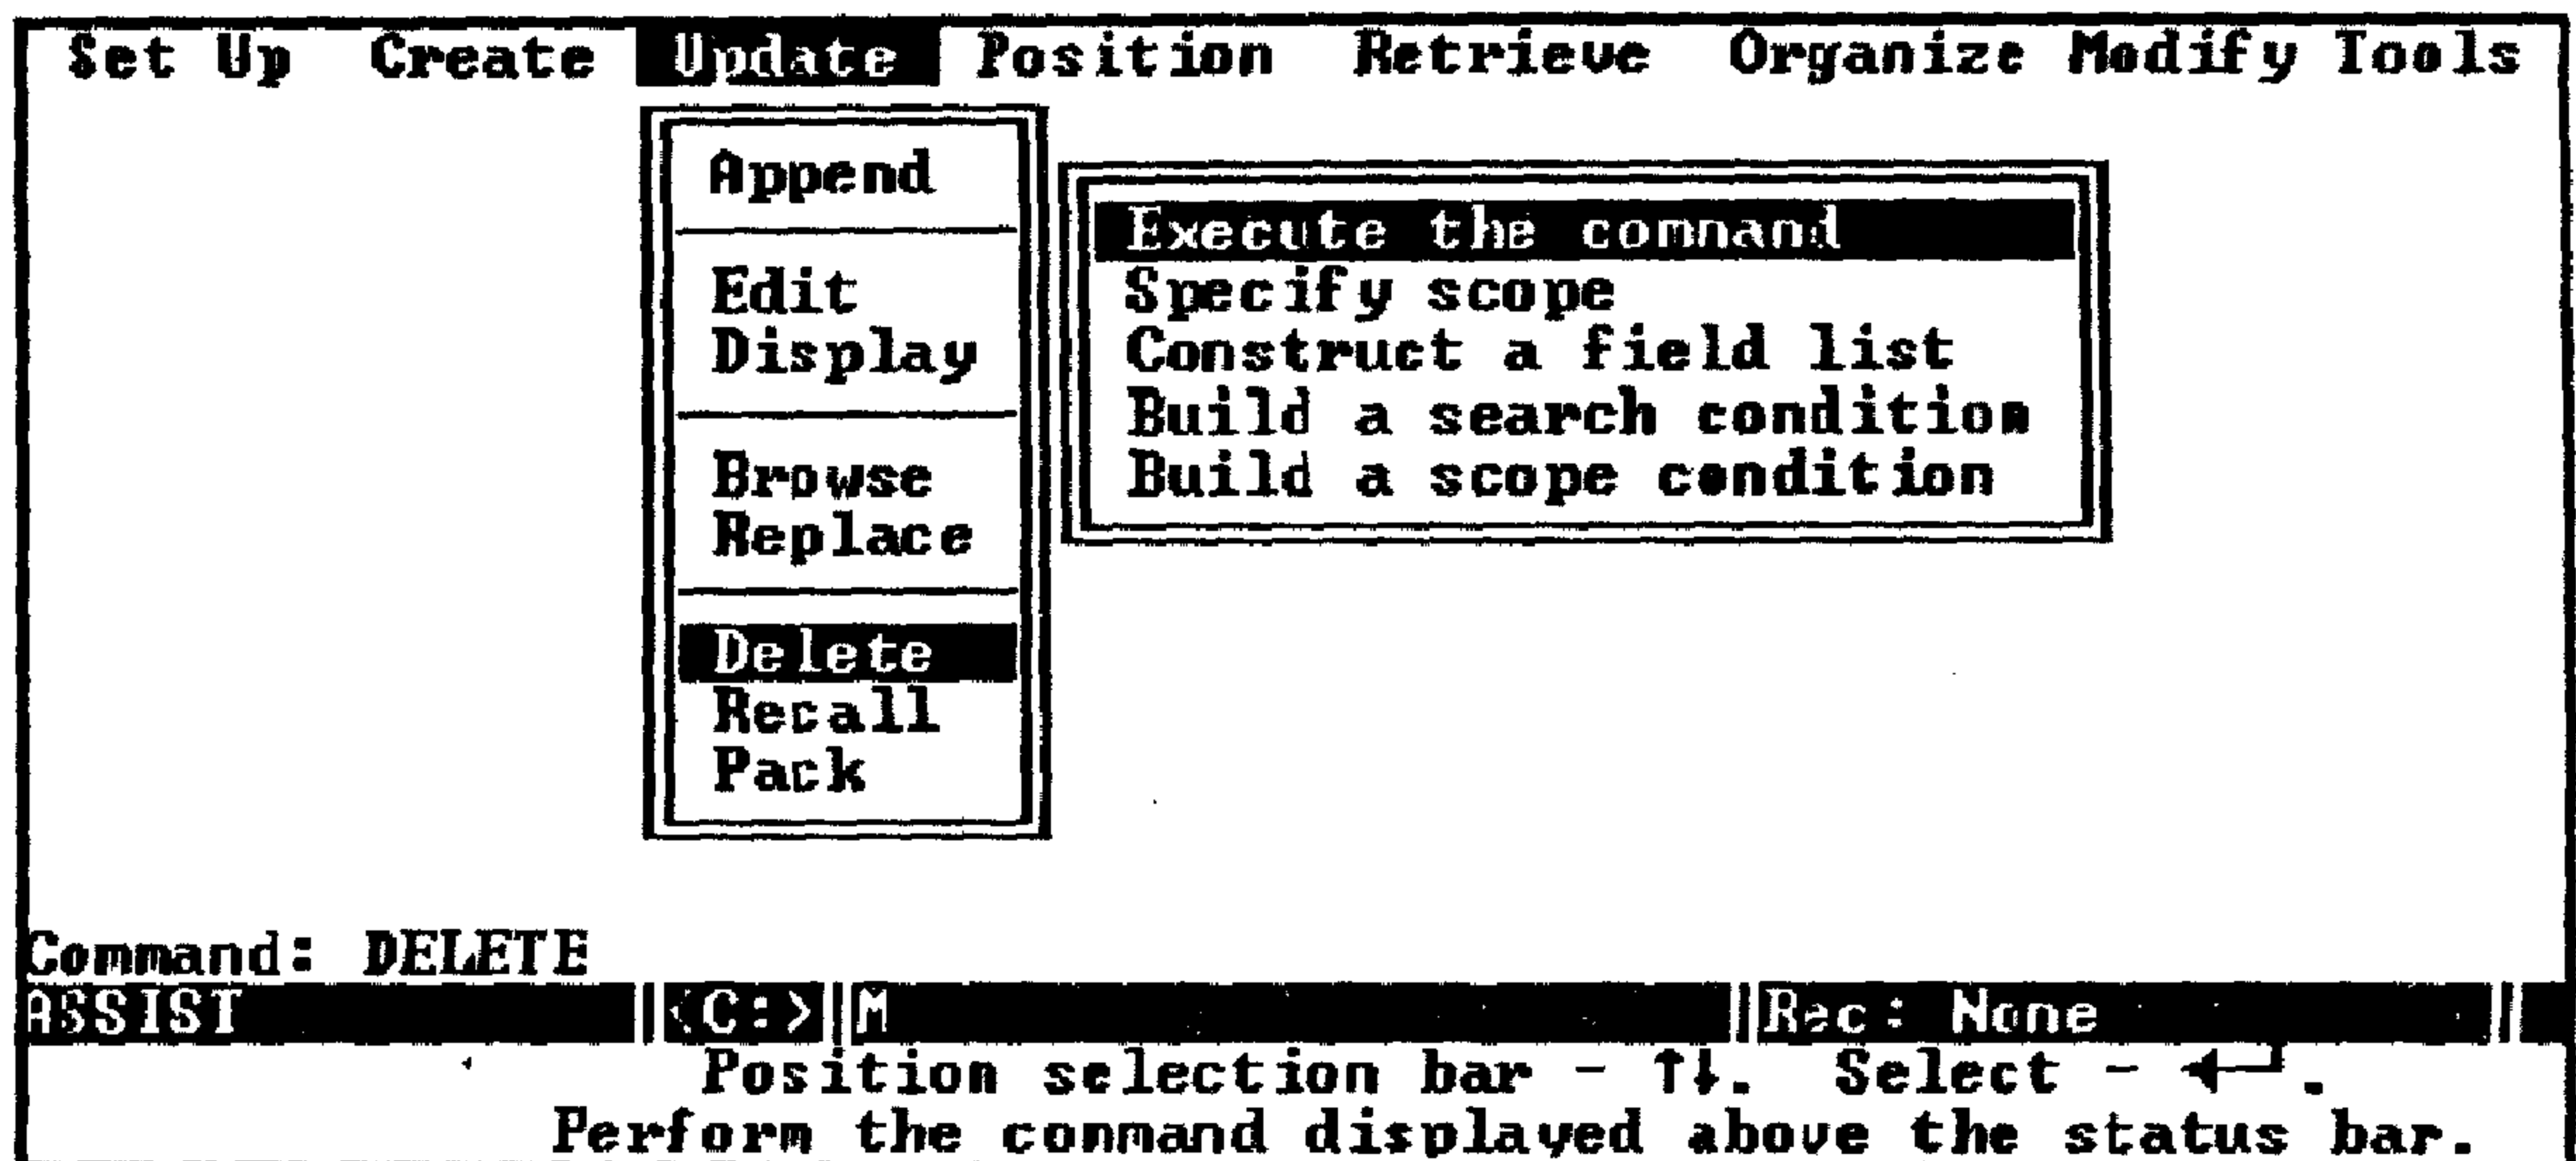 Set Up Create Update Position Retrieve Organize Modify Tools
Append
Edit
Display
Browse
Replace
Delete
Recall
Pack
Execute the command
Specify scope
Construct a field list
Build a search condition
Build a scope condition
Command: DELETE
ASSIST <C:> M Rec: None
Position selection bar - ↑↓. Select - ◄┘.
Perform the command displayed above the status bar.